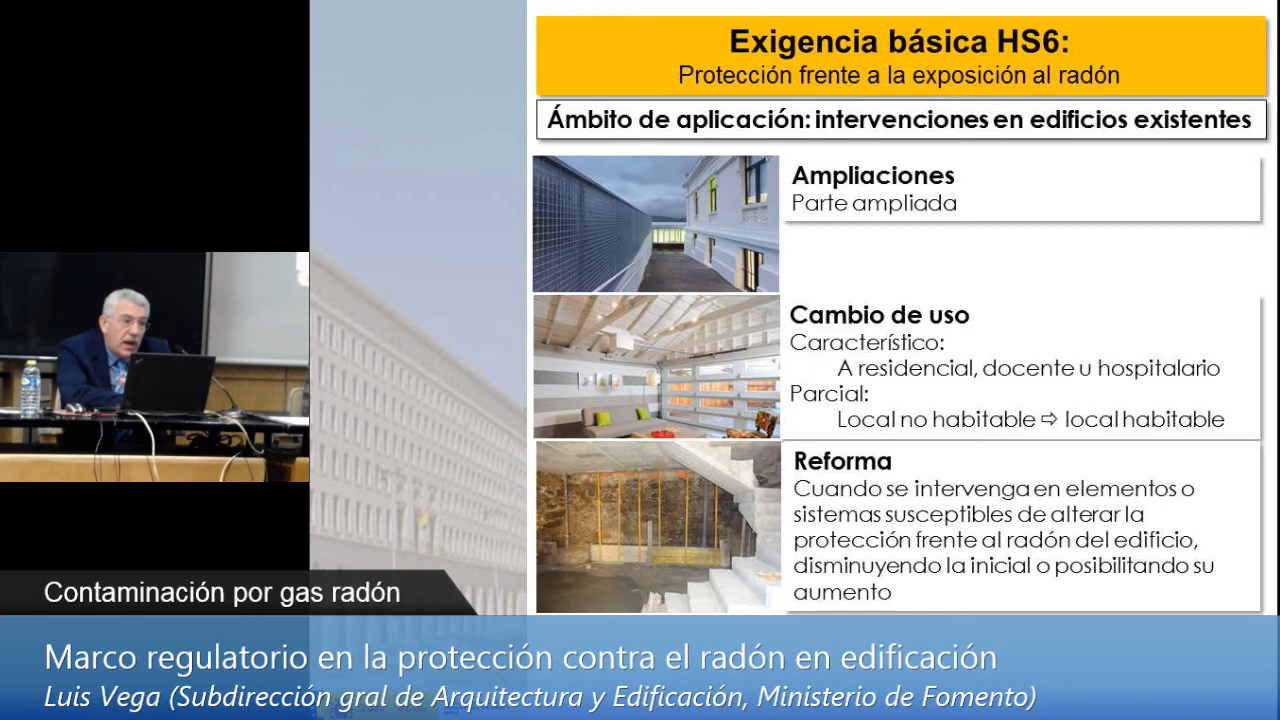 Exigencia básica HS6:
Protección frente a la exposición al radón
Ámbito de aplicación: intervenciones en edificios existentes
Ampliaciones
Parte ampliada
Cambio de uso
Característico:
A residencial, docente u hospitalario
Parcial:
Local no habitable ⇨ local habitable
Reforma
Cuando se intervenga en elementos o
sistemas susceptibles de alterar la
protección frente al radón del edificio,
disminuyendo la inicial o posibilitando su
aumento
Contaminación por gas radón
Marco regulatorio en la protección contra el radón en edificación
Luis Vega (Subdirección gral de Arquitectura y Edificación, Ministerio de Fomento)